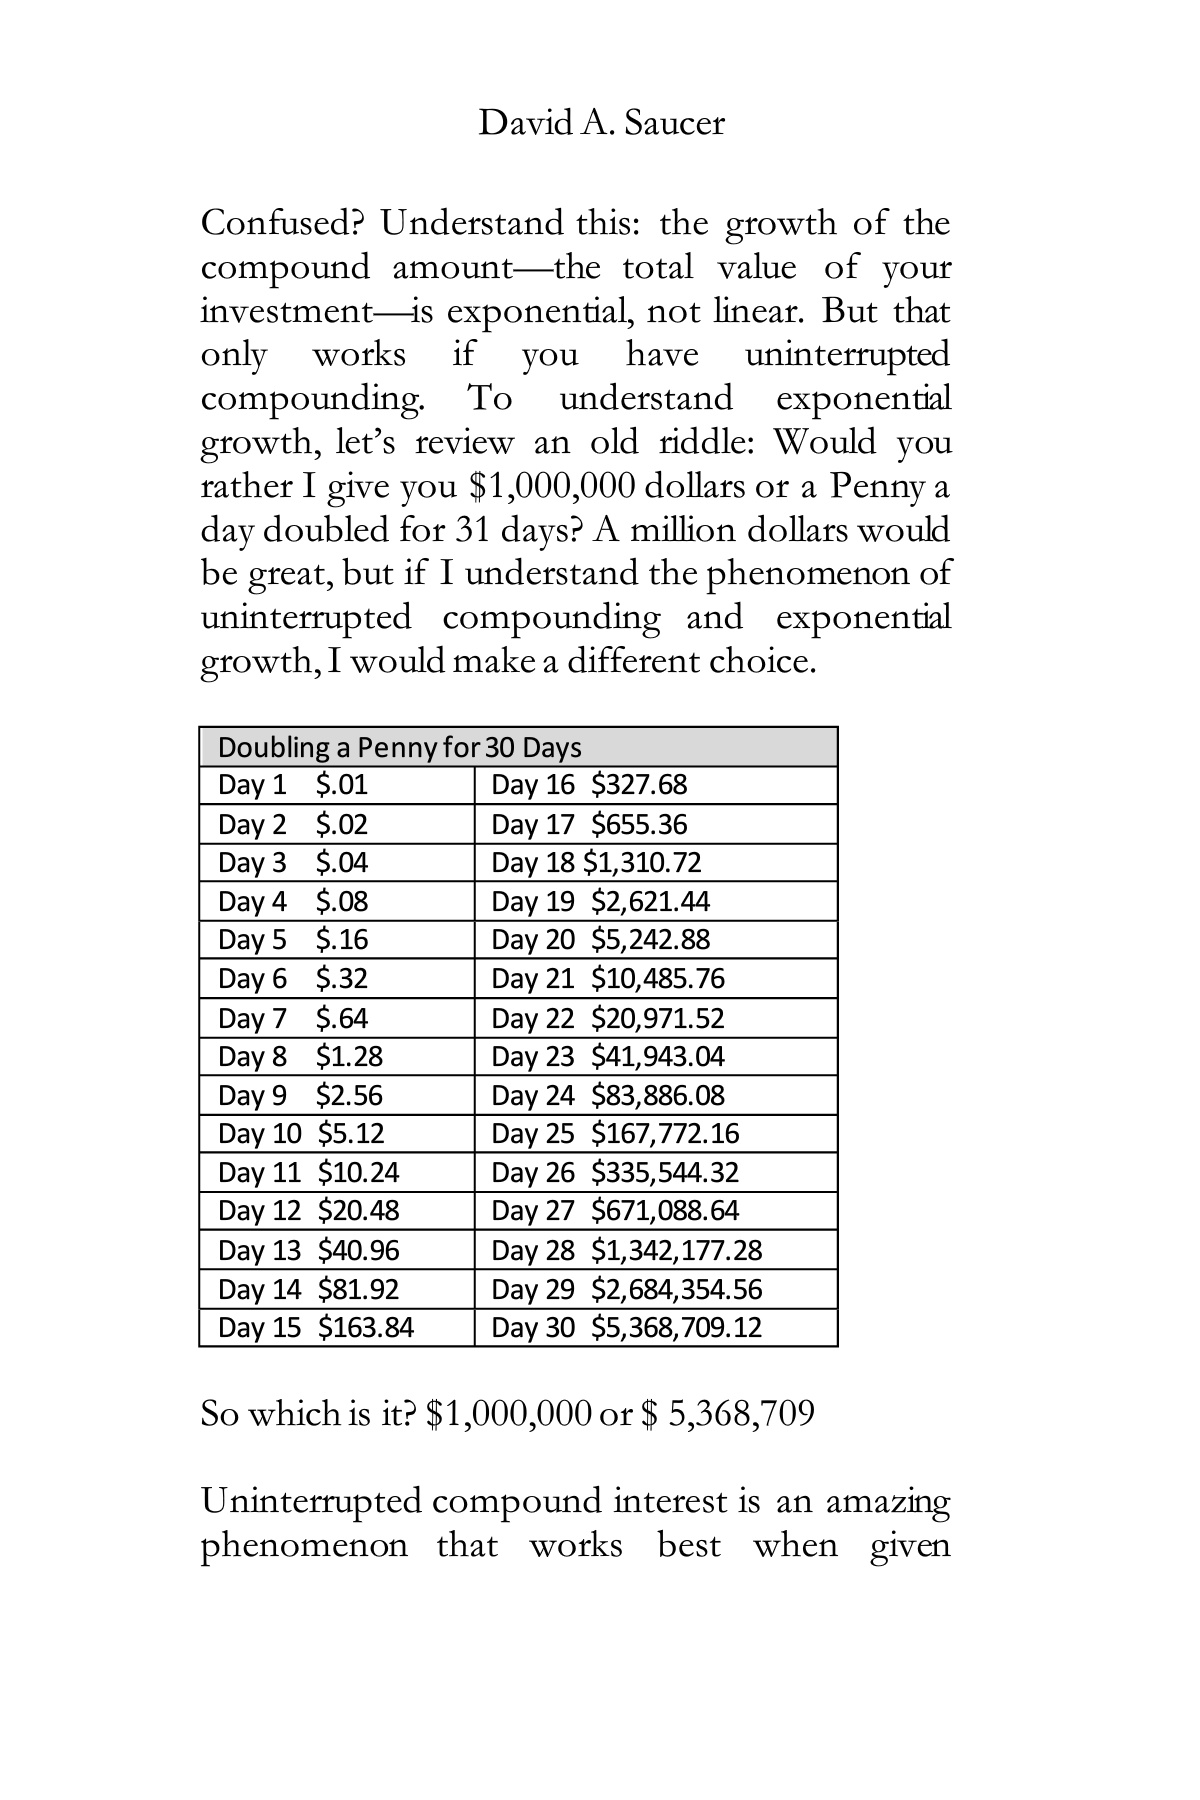 David A. Saucer
Confused? Understand this: the growth of the
compound amount—the total value of your
investment—is exponential, not linear. But that
only works if you have uninterrupted
compounding. To understand exponential
growth, let’s review an old riddle: Would you
rather I give you $1,000,000 dollars or a Penny a
day doubled for 31 days? A million dollars would
be great, but if I understand the phenomenon of
uninterrupted compounding and exponential
growth, I would make a different choice.
Doubling a Penny for 30 Days
Day 1 $.01 Day 16 $327.68
Day 2 $.02 Day 17 $655.36
Day 3 $.04 Day 18 $1,310.72
Day 4 $.08 Day 19 $2,621.44
Day 5 $.16 Day 20 $5,242.88
Day 6 $.32 Day 21 $10,485.76
Day 7 $.64 Day 22 $20,971.52
Day 8 $1.28 Day 23 $41,943.04
Day 9 $2.56 Day 24 $83,886.08
Day 10 $5.12 Day 25 $167,772.16
Day 11 $10.24 Day 26 $335,544.32
Day 12 $20.48 Day 27 $671,088.64
Day 13 $40.96 Day 28 $1,342,177.28
Day 14 $81.92 Day 29 $2,684,354.56
Day 15 $163.84 Day 30 $5,368,709.12
So which is it? $1,000,000 or $ 5,368,709
Uninterrupted compound interest is an amazing
phenomenon that works best when given